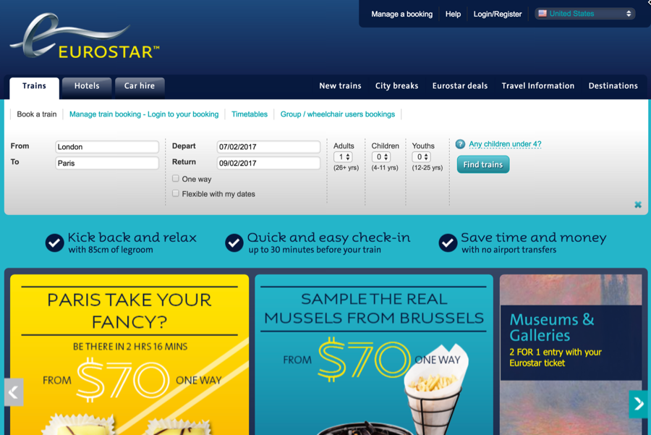 Manage a booking
Help
Login/Register
United States
EUROSTAR™
Trains
Hotels
Car hire
New trains
City breaks
Eurostar deals
Travel Information
Destinations
Book a train
Manage train booking - Login to your booking
Timetables
Group / wheelchair users bookings
From
London
Depart
07/02/2017
Adults
Children
Youths
? Any children under 4?
To
Paris
Return
09/02/2017
1
0
0
(26+ yrs)
(4-11 yrs)
(12-25 yrs)
Find trains
One way
Flexible with my dates
Kick back and relax
with 85cm of legroom
Quick and easy check-in
up to 30 minutes before your train
Save time and money
with no airport transfers
PARIS TAKE YOUR
FANCY?
BE THERE IN 2 HRS 16 MINS
FROM $70 ONE WAY
SAMPLE THE REAL
MUSSELS FROM BRUSSELS
FROM $70 ONE WAY
Museums &
Galleries
2 FOR 1 entry with your
Eurostar ticket